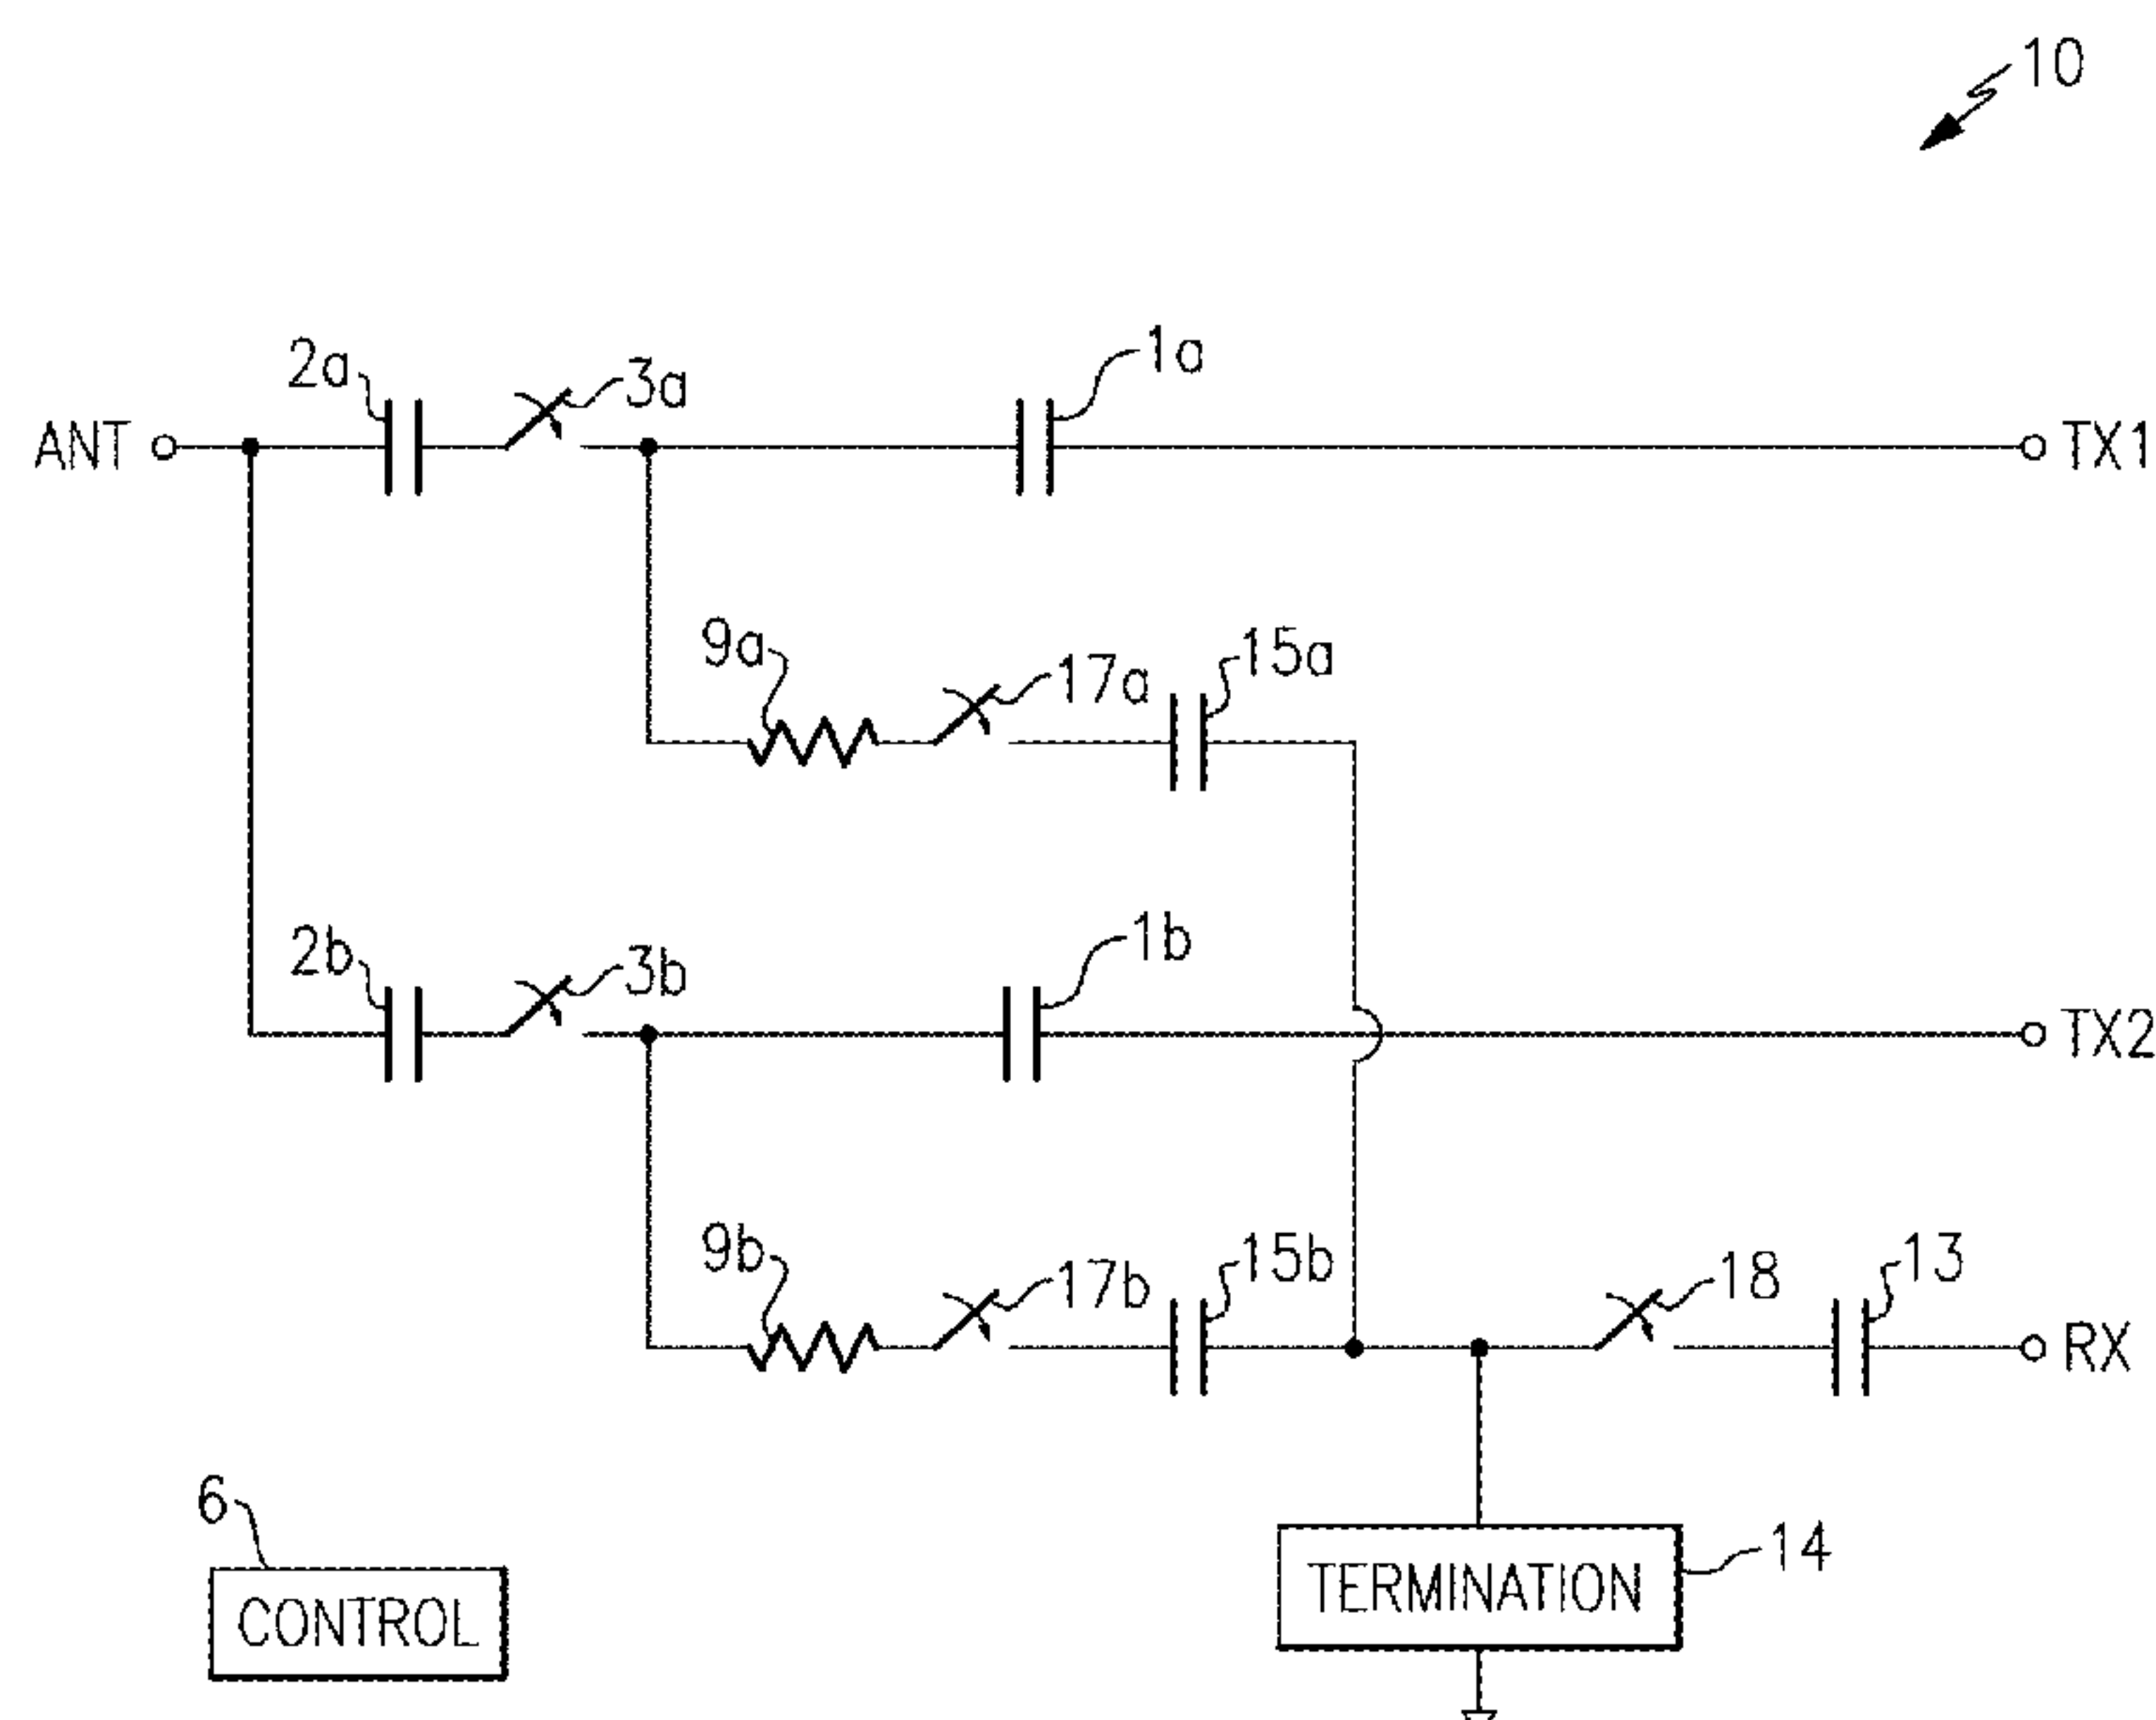 10
2a
3a
1a
ANT
TX1
9a
17a
15a
2b
3b
1b
TX2
9b
17b
15b
18
13
RX
6
CONTROL
TERMINATION
14